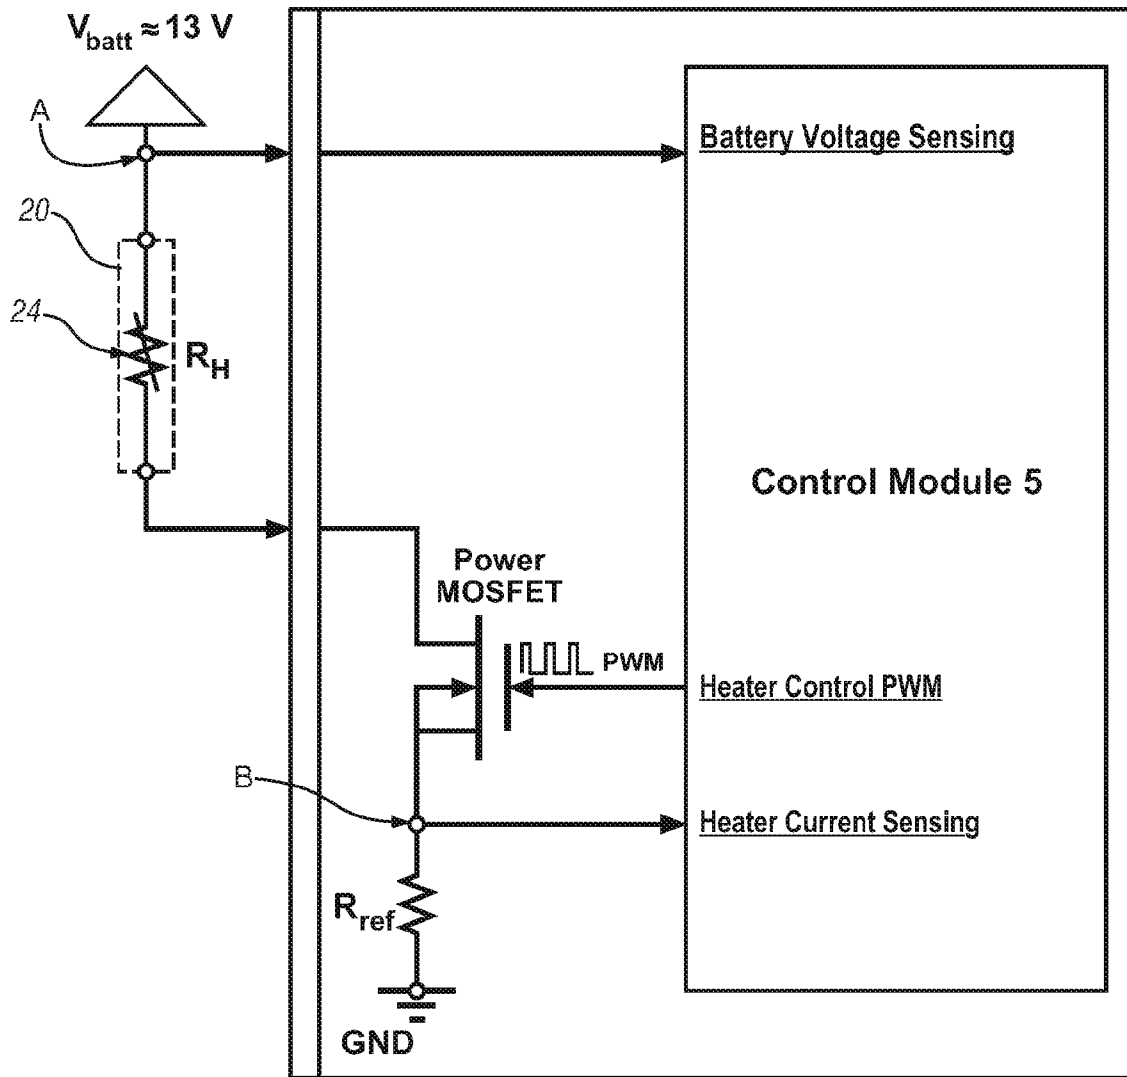 V_batt ≈ 13 V
A
Battery Voltage Sensing
20
24
R_H
Control Module 5
Power
MOSFET
PWM
Heater Control PWM
B
Heater Current Sensing
R_ref
GND